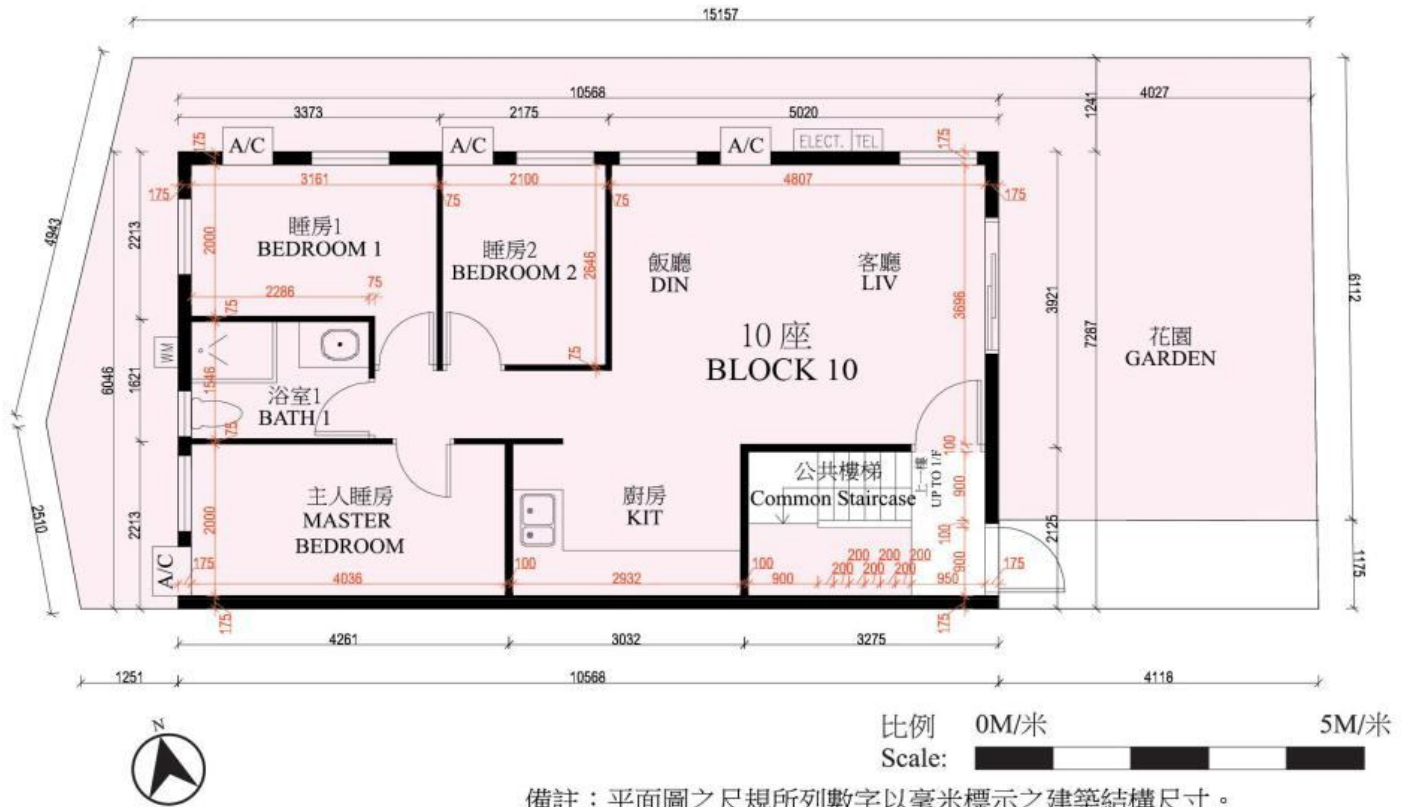 15157
10568
4027
3373
2175
5020
1241
175
A/C
A/C
A/C
ELECT. TEL
175
4943
175
3161
2100
4807
175
75
75
2213
2000
睡房1
BEDROOM 1
睡房2
BEDROOM 2
2646
飯廳
DIN
客廳
LIV
3696
3921
7287
6112
2286
75
75
10 座
BLOCK 10
花園
GARDEN
WM
6046
1621
1546
75
浴室1
BATH 1
75
100
2510
2213
2000
主人睡房
MASTER
BEDROOM
廚房
KIT
公共樓梯
Common Staircase
上一樓
UP TO 1/F
900
2125
100
900
1175
A/C
175
4036
100
2932
100
900
200 200 200
200 200 200
950
175
175
175
4261
3032
3275
1251
10568
4118
N
比例 0M/米 5M/米
Scale:
備註：平面圖之尺規所列數字以毫米標示之建築結構尺寸。